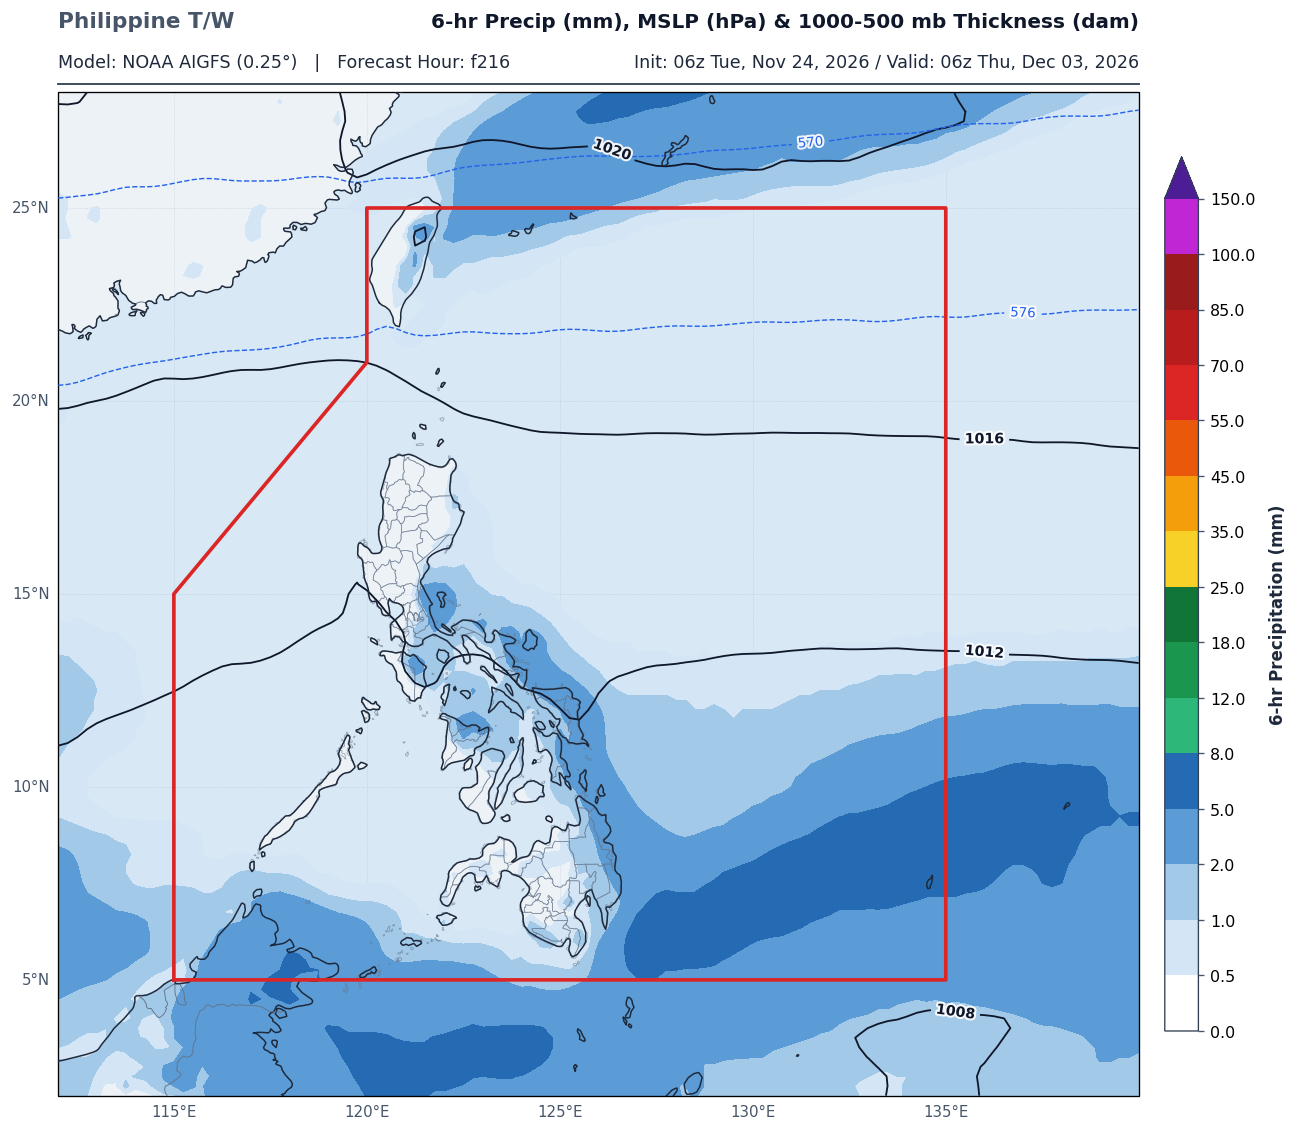 Philippine T/W
6-hr Precip (mm), MSLP (hPa) & 1000-500 mb Thickness (dam)
Model: NOAA AIGFS (0.25°) | Forecast Hour: f216
Init: 06z Tue, Nov 24, 2026 / Valid: 06z Thu, Dec 03, 2026
1020
570
576
1016
1012
1008
25°N
20°N
15°N
10°N
5°N
115°E
120°E
125°E
130°E
135°E
150.0
100.0
85.0
70.0
55.0
45.0
35.0
25.0
18.0
12.0
8.0
5.0
2.0
1.0
0.5
0.0
6-hr Precipitation (mm)